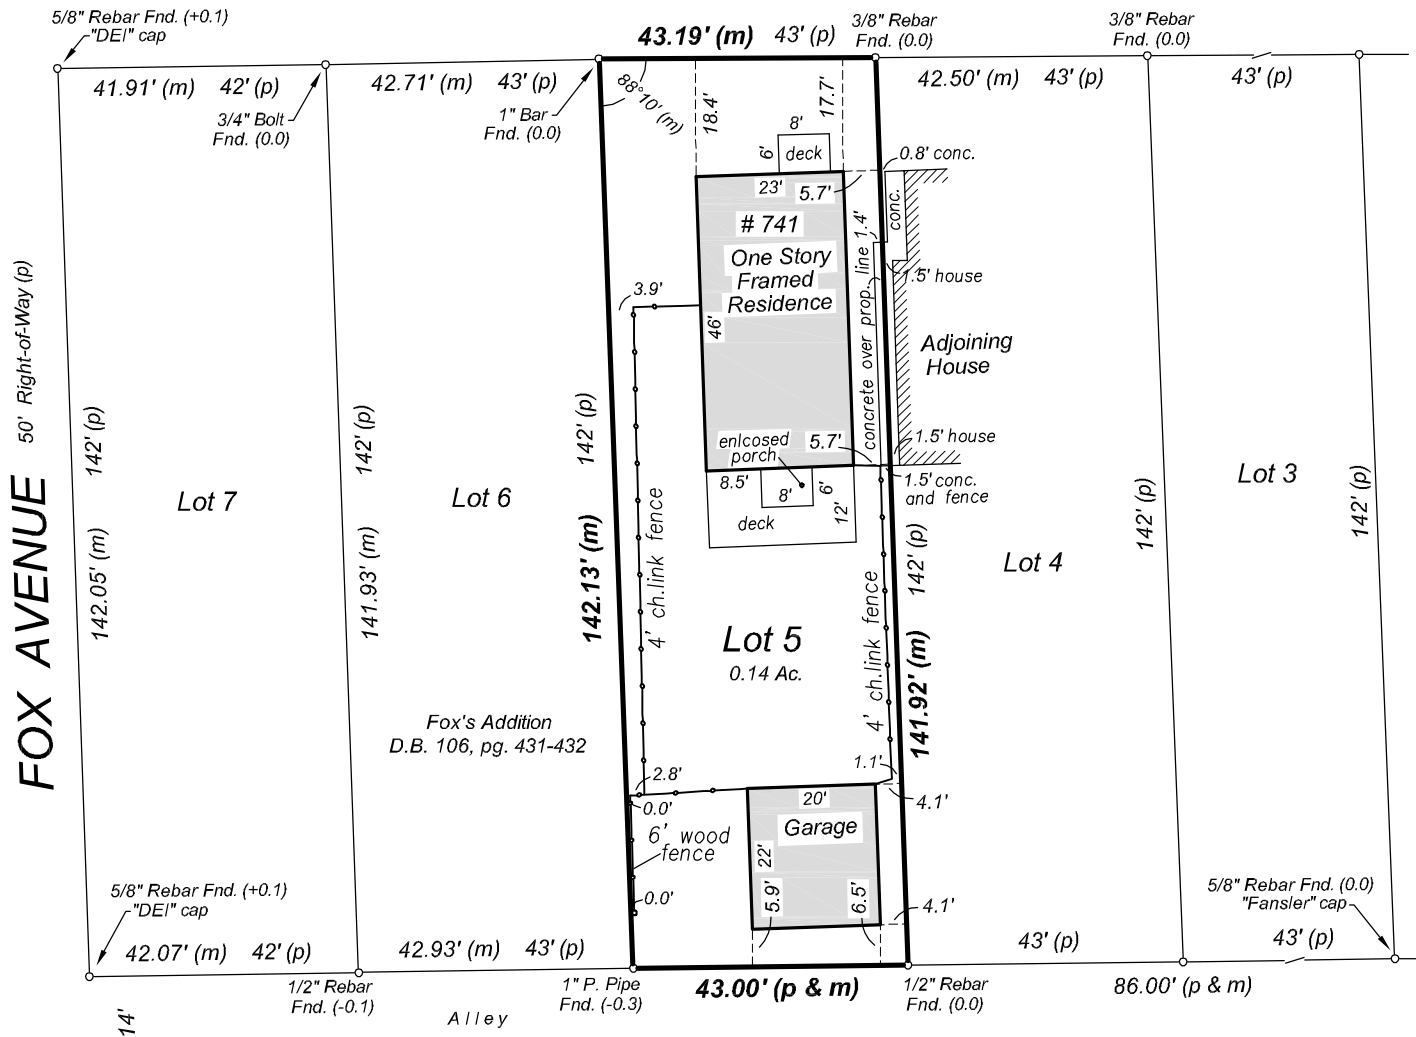 5/8" Rebar Fnd. (+0.1)
"DEI" cap
43.19' (m) 43' (p)
3/8" Rebar
Fnd. (0.0)
3/8" Rebar
Fnd. (0.0)
41.91' (m) 42' (p)
42.71' (m) 43' (p)
42.50' (m) 43' (p)
43' (p)
3/4" Bolt
Fnd. (0.0)
1" Bar
Fnd. (0.0)
88°10' (m)
18.4'
17.7'
8'
6'
deck
0.8' conc.
conc.
23'
5.7'
# 741
One Story
Framed
Residence
46'
1.4'
concrete over prop. line
1.5' house
3.9'
Adjoining
House
50' Right-of-Way (p)
FOX AVENUE
142' (p)
142.05' (m)
Lot 7
142' (p)
141.93' (m)
Lot 6
142' (p)
142.13' (m)
4' ch.link fence
enlcosed
porch
5.7'
1.5' house
8.5'
8'
6'
12'
deck
1.5' conc.
and fence
142' (p)
141.92' (m)
4' ch.link fence
Lot 4
142' (p)
Lot 3
142' (p)
Lot 5
0.14 Ac.
Fox's Addition
D.B. 106, pg. 431-432
2.8'
0.0'
6' wood
fence
0.0'
1.1'
4.1'
20'
Garage
22'
5.9'
6.5'
4.1'
5/8" Rebar Fnd. (+0.1)
"DEI" cap
5/8" Rebar Fnd. (0.0)
"Fansler" cap
42.07' (m) 42' (p)
42.93' (m) 43' (p)
43' (p)
43' (p)
1/2" Rebar
Fnd. (-0.1)
1" P. Pipe
Fnd. (-0.3)
43.00' (p & m)
1/2" Rebar
Fnd. (0.0)
86.00' (p & m)
14'
Alley